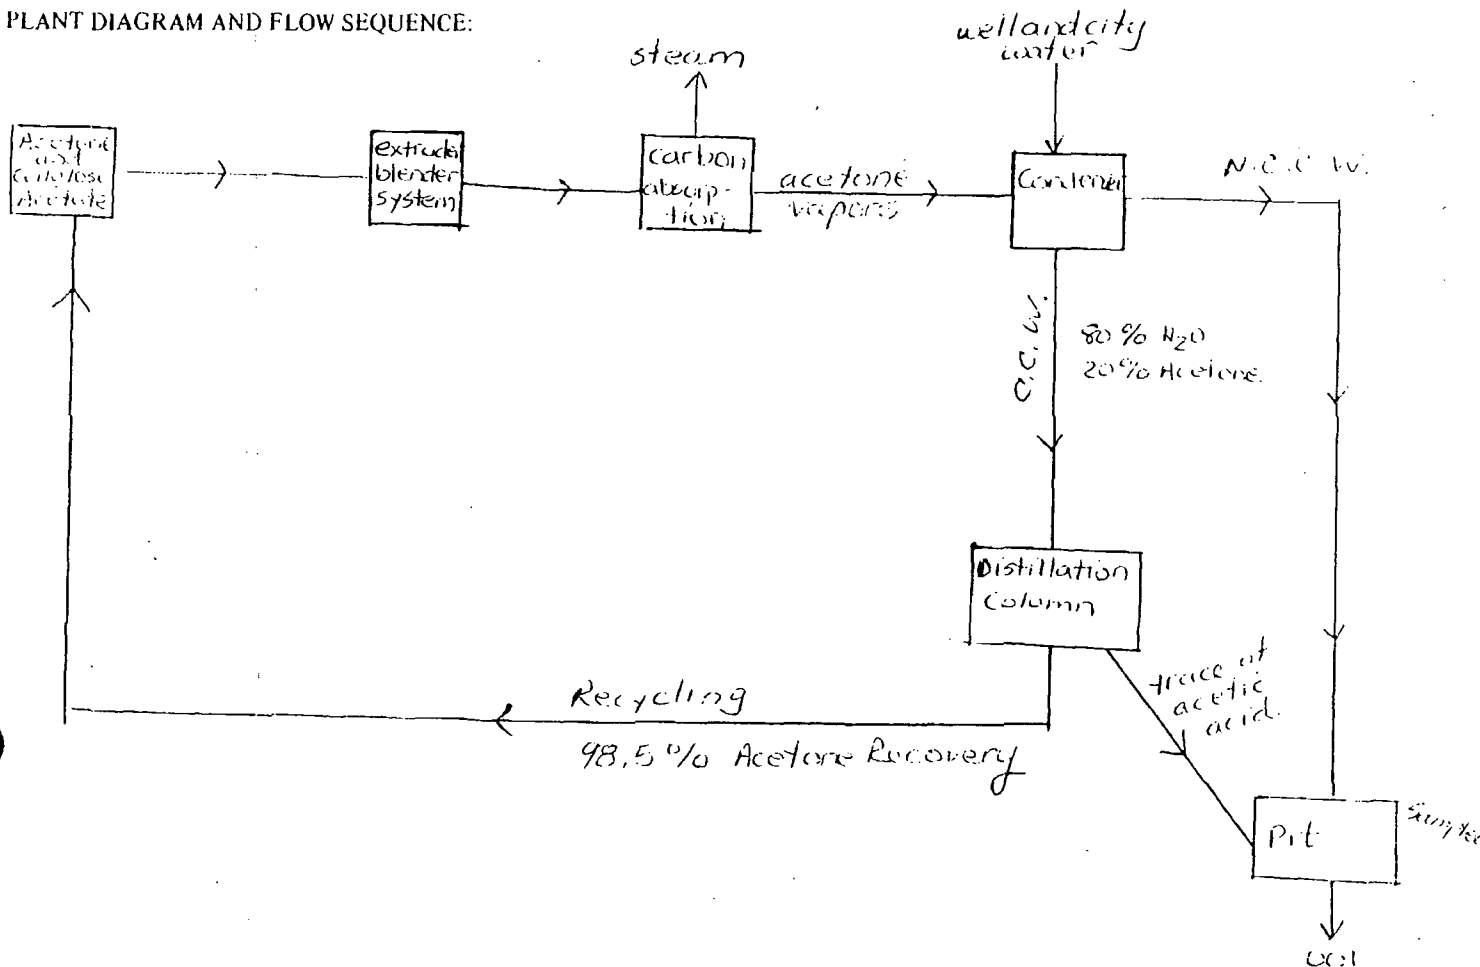 PLANT DIAGRAM AND FLOW SEQUENCE:
steam
welland city
water
Acetone
and
Cellulose
Acetate
extruder
blender
system
carbon
absorp-
tion
acetone
vapors
Condenser
N.C.C.W.
C.C.W.
80% H2O
20% Acetone
Distillation
Column
trace of
acetic
acid.
Recycling
98.5% Acetone Recovery
Pit